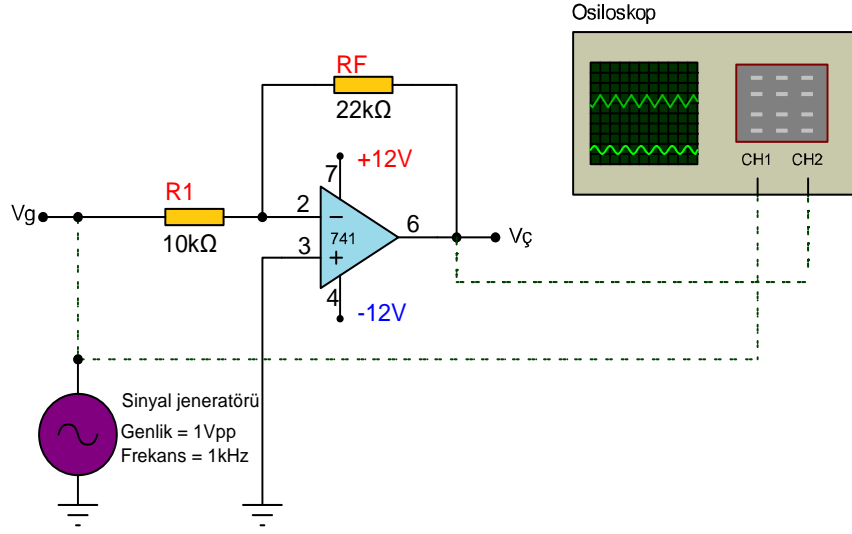 Osiloskop
RF
22kΩ
CH1 CH2
+12V
7
R1
Vg
10kΩ
2
−
741
6
Vç
3
+
4
-12V
Sinyal jeneratörü
Genlik = 1Vpp
Frekans = 1kHz